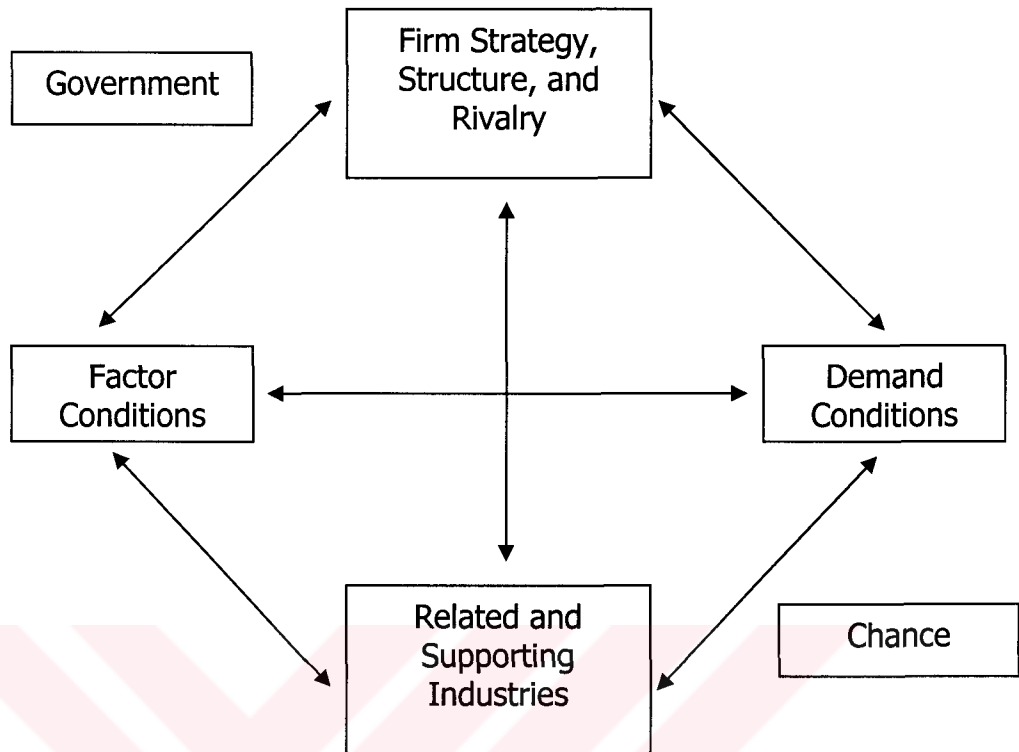 Firm Strategy,
Structure, and
Rivalry
Government
Factor
Conditions
Demand
Conditions
Related and
Supporting
Industries
Chance